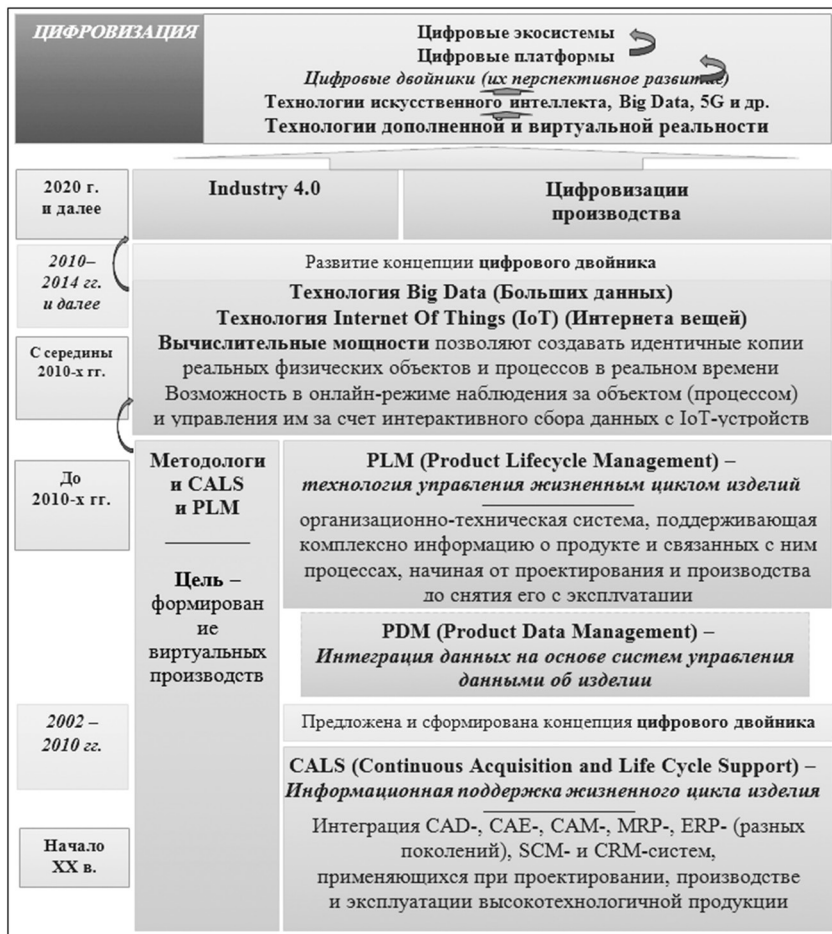 ЦИФРОВИЗАЦИЯ
Цифровые экосистемы
Цифровые платформы
Цифровые двойники (их перспективное развитие)
Технологии искусственного интеллекта, Big Data, 5G и др.
Технологии дополненной и виртуальной реальности
2020 г.
и далее
Industry 4.0
Цифровизации
производства
2010–
2014 гг.
и далее
Развитие концепции цифрового двойника
Технология Big Data (Больших данных)
Технология Internet Of Things (IoT) (Интернета вещей)
Вычислительные мощности позволяют создавать идентичные копии
реальных физических объектов и процессов в реальном времени
Возможность в онлайн-режиме наблюдения за объектом (процессом)
и управления им за счет интерактивного сбора данных с IoT-устройств
С середины
2010-х гг.
До
2010-х гг.
Методологи
и CALS
и PLM
Цель –
формирован
ие
виртуальных
производств
PLM (Product Lifecycle Management) –
технология управления жизненным циклом изделий
организационно-техническая система, поддерживающая
комплексно информацию о продукте и связанных с ним
процессах, начиная от проектирования и производства
до снятия его с эксплуатации
PDM (Product Data Management) –
Интеграция данных на основе систем управления
данными об изделии
2002 –
2010 гг.
Предложена и сформирована концепция цифрового двойника
CALS (Continuous Acquisition and Life Cycle Support) –
Информационная поддержка жизненного цикла изделия
Интеграция CAD-, CAE-, CAM-, MRP-, ERP- (разных
поколений), SCM- и CRM-систем,
применяющихся при проектировании, производстве
и эксплуатации высокотехнологичной продукции
Начало
XX в.